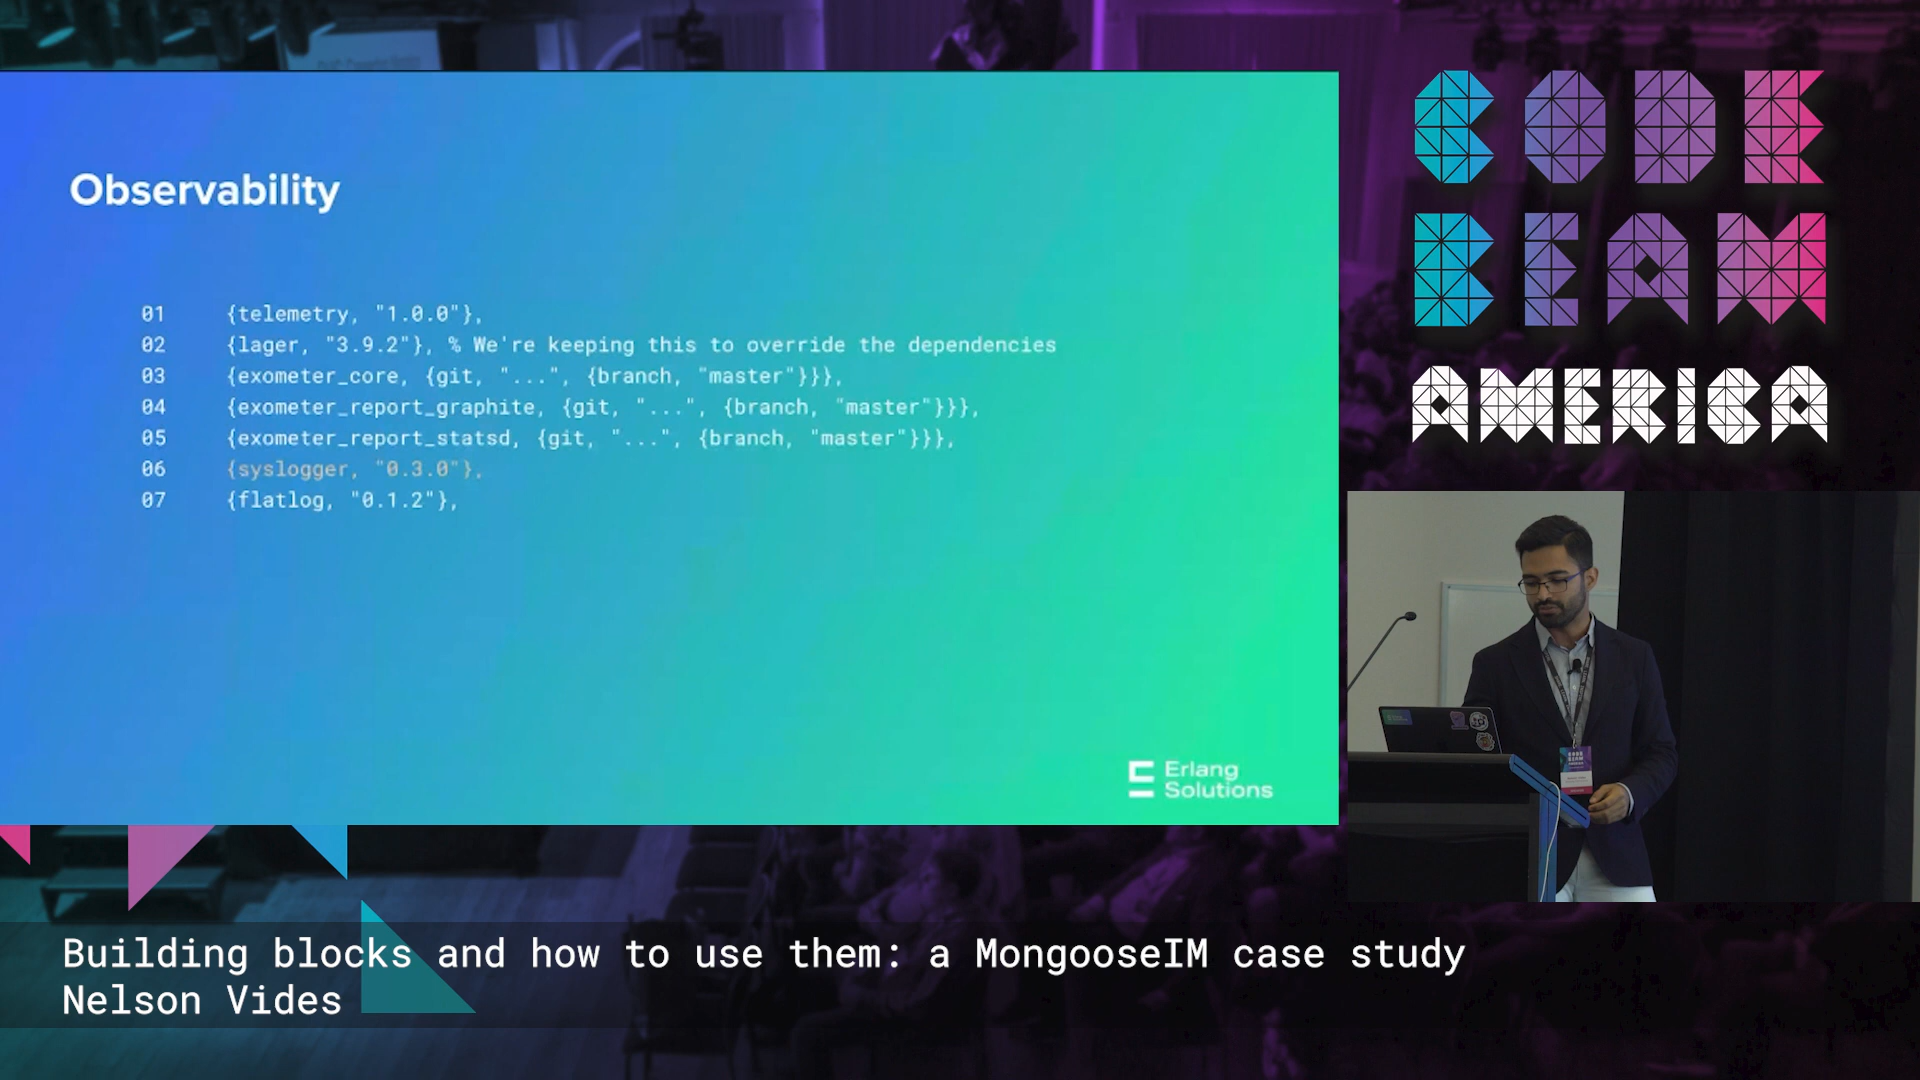 Observability
01 {telemetry, "1.0.0"},
02 {lager, "3.9.2"}, % We're keeping this to override the dependencies
03 {exometer_core, {git, "...", {branch, "master"}}},
04 {exometer_report_graphite, {git, "...", {branch, "master"}}},
05 {exometer_report_statsd, {git, "...", {branch, "master"}}},
06 {syslogger, "0.3.0"},
07 {flatlog, "0.1.2"},
Erlang
Solutions
CODE
BEAM
AMERICA
Building blocks and how to use them: a MongooseIM case study
Nelson Vides